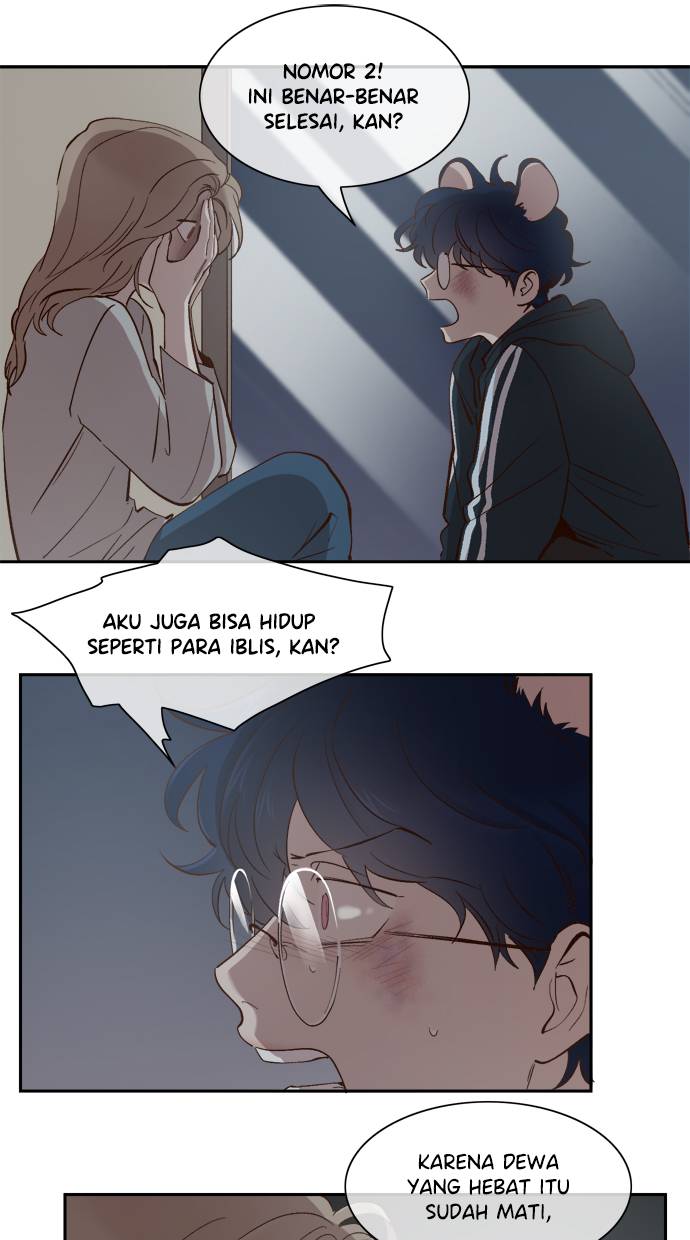 NOMOR 2!
INI BENAR-BENAR
SELESAI, KAN?
AKU JUGA BISA HIDUP
SEPERTI PARA IBLIS, KAN?
KARENA DEWA
YANG HEBAT ITU
SUDAH MATI,